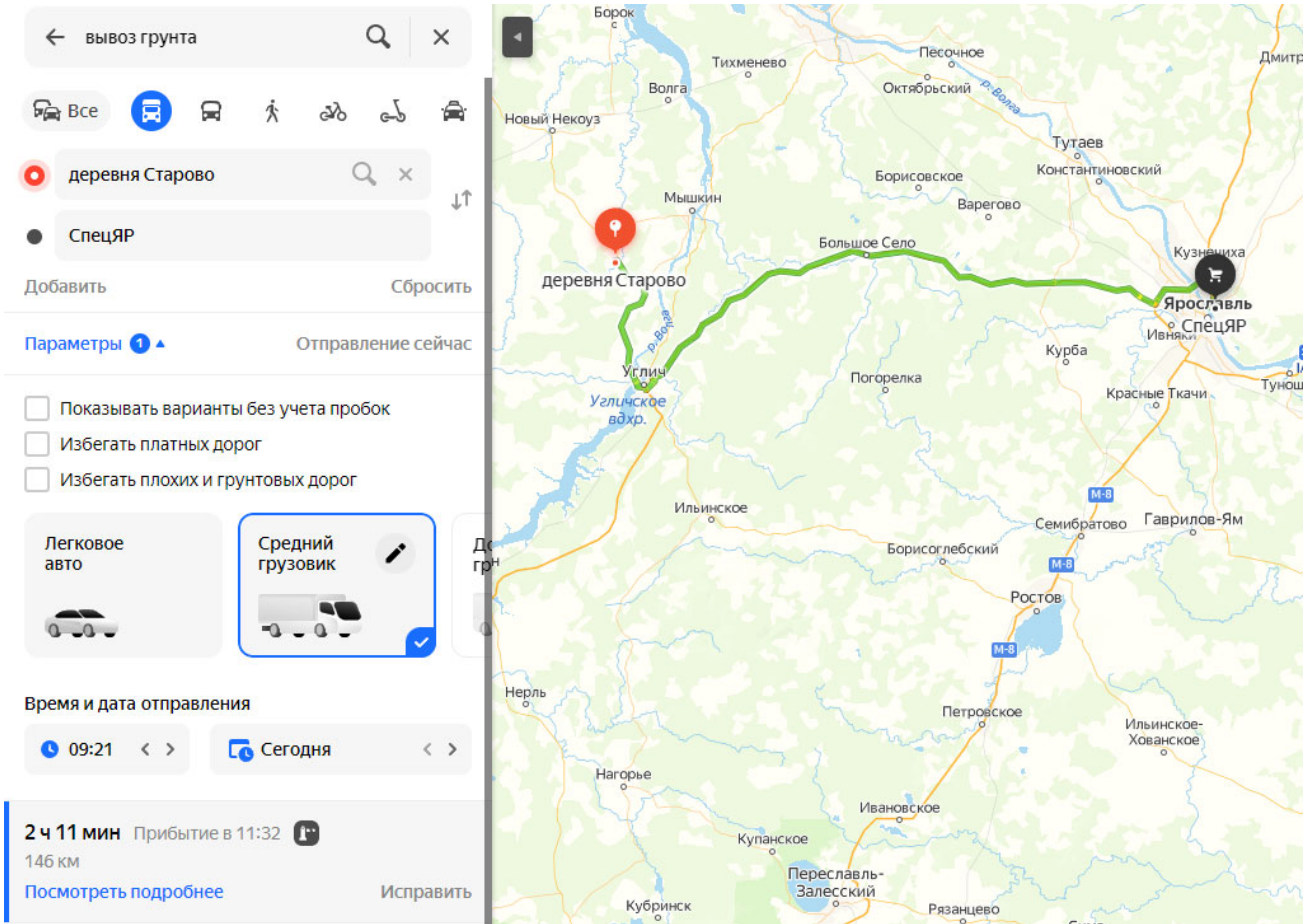 вывоз грунта
Все
деревня Старово
СпецЯР
Добавить
Сбросить
Параметры 1
Отправление сейчас
Показывать варианты без учета пробок
Избегать платных дорог
Избегать плохих и грунтовых дорог
Легковое
авто
Средний
грузовик
Время и дата отправления
09:21
Сегодня
2 ч 11 мин Прибытие в 11:32
146 км
Посмотреть подробнее
Исправить
Борок
Тихменево
Песочное
Волга
Октябрьский
р. Волга
Новый Некоуз
Тутаев
Константиновский
Борисовское
Мышкин
Варегово
Большое Село
Кузнечиха
деревня Старово
Ярославль
СпецЯР
Ивняки
р. Волга
Курба
Углич
Погорелка
Угличское
вдхр.
Красные Ткачи
Ильинское
М-8
Семибратово
Гаврилов-Ям
Борисоглебский
М-8
Ростов
М-8
Нерль
Петровское
Ильинское-
Хованское
Нагорье
Ивановское
Купанское
Переславль-
Залесский
Кубринск
Рязанцево